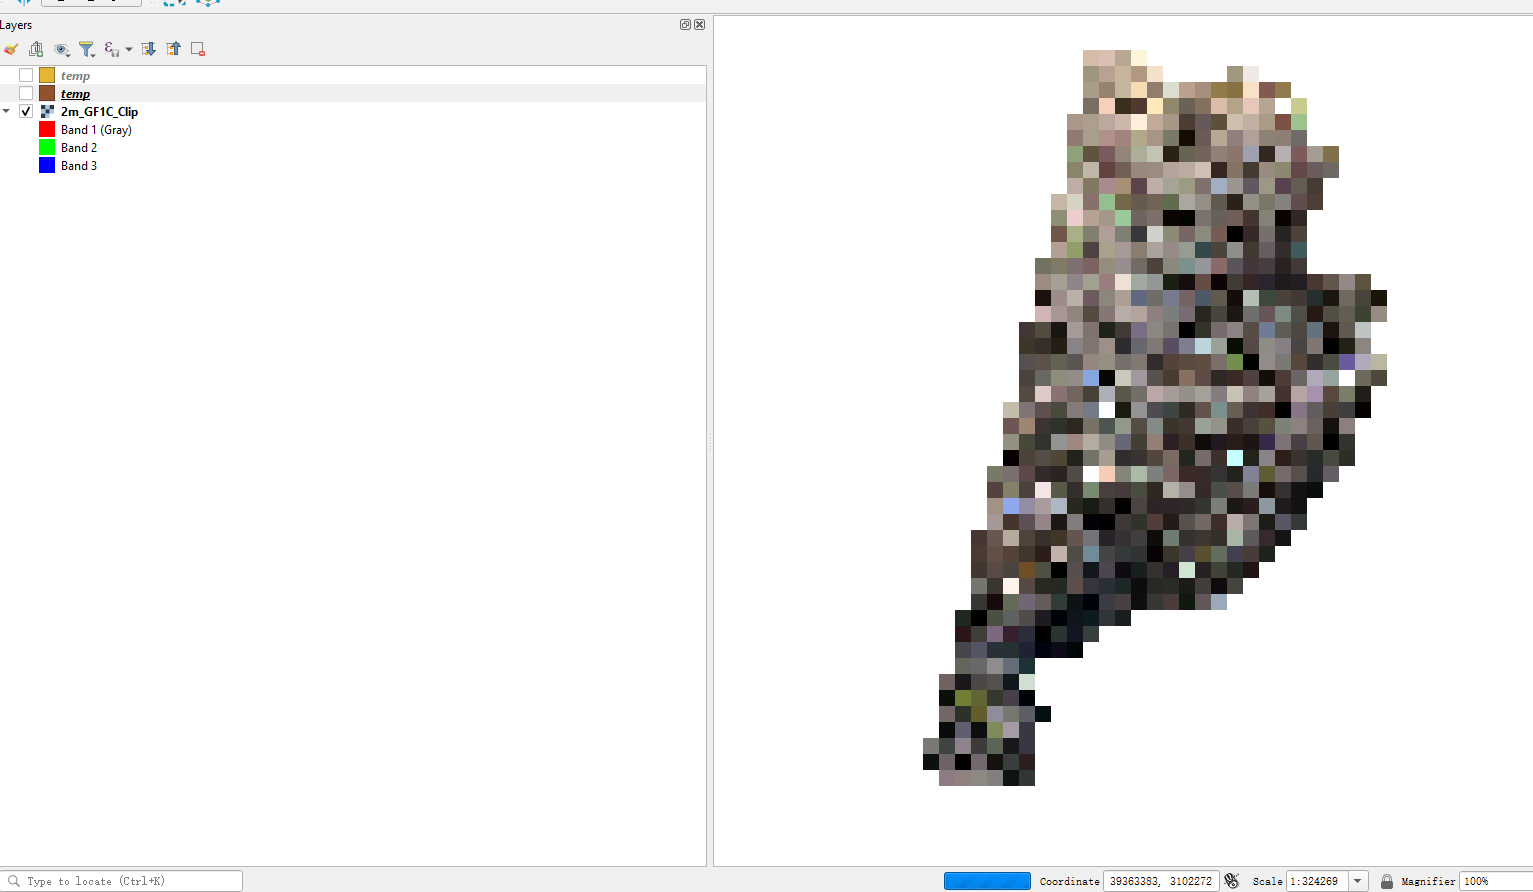 Layers
temp
temp
2m_GF1C_Clip
Band 1 (Gray)
Band 2
Band 3
Type to locate (Ctrl+K)
Coordinate 39363383, 3102272 Scale 1:324269 Magnifier 100%